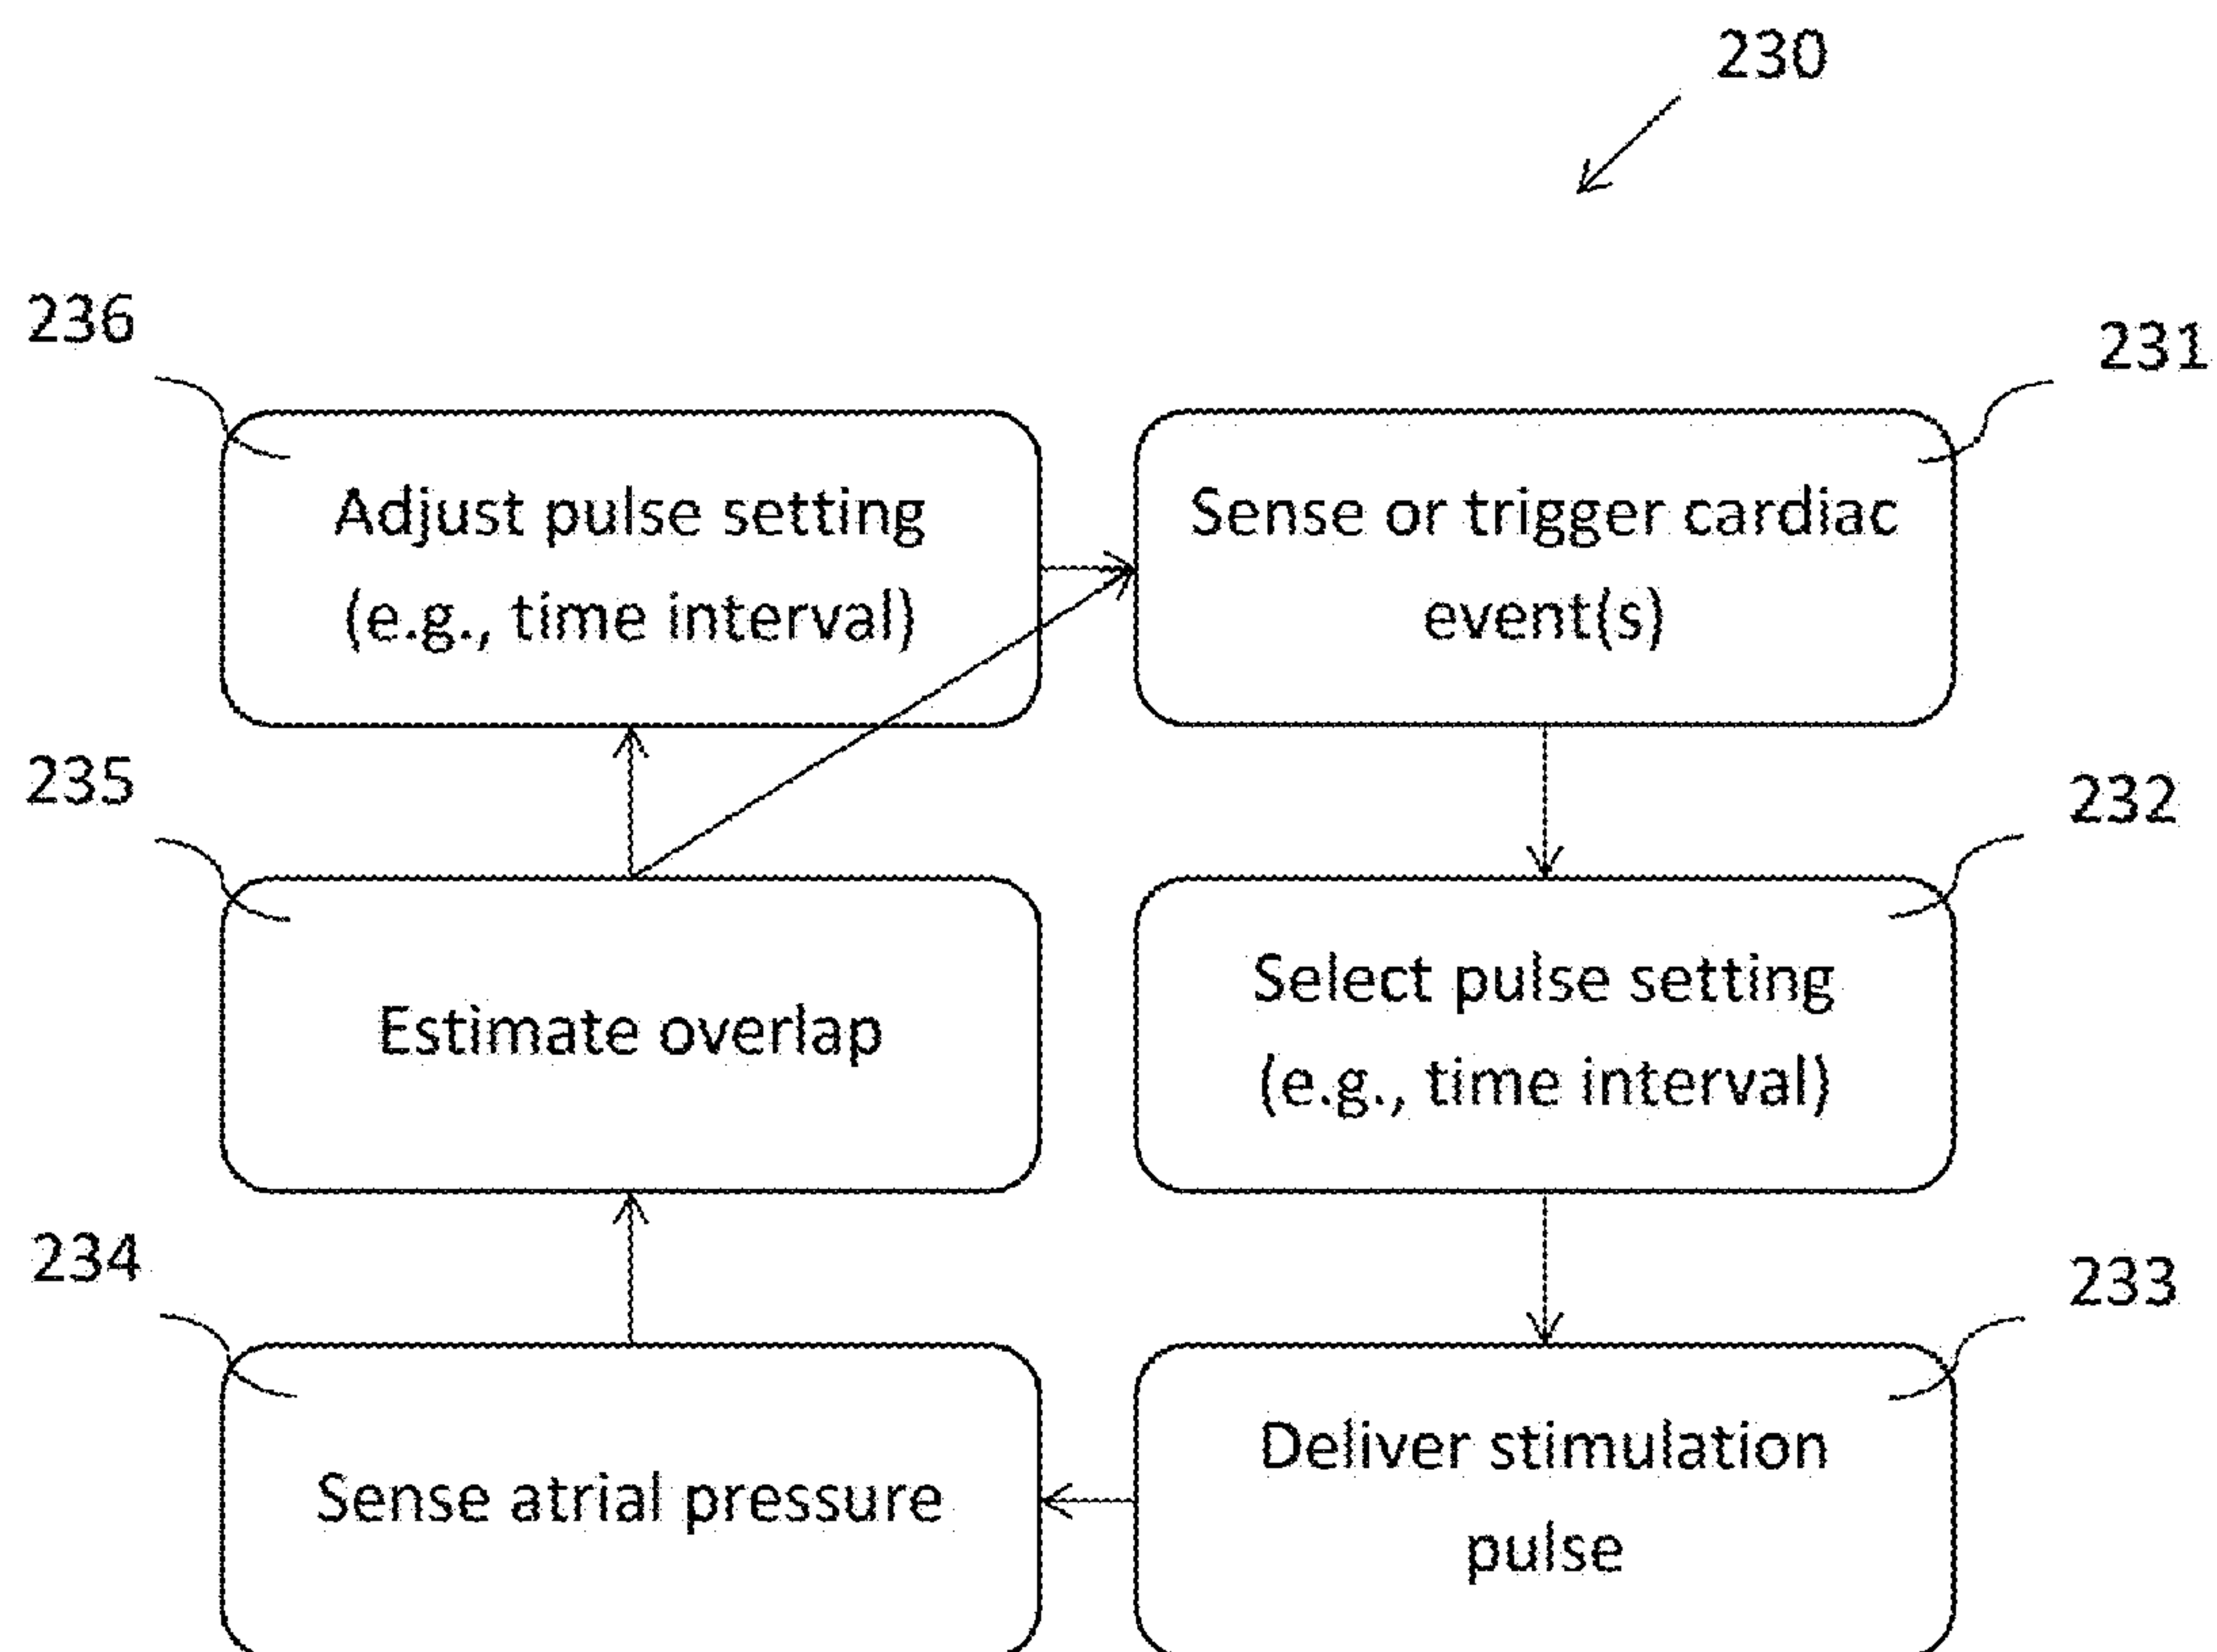 230
236
231
Adjust pulse setting
(e.g., time interval)
Sense or trigger cardiac
event(s)
235
232
Estimate overlap
Select pulse setting
(e.g., time interval)
234
233
Sense atrial pressure
Deliver stimulation
pulse